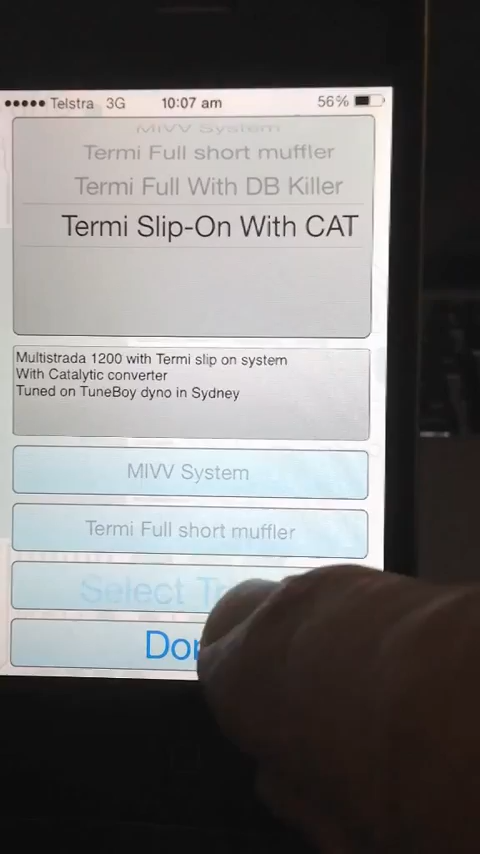 Telstra 3G 10:07 am 56%
MIVV System
Termi Full short muffler
Termi Full With DB Killer
Termi Slip-On With CAT
Multistrada 1200 with Termi slip on system
With Catalytic converter
Tuned on TuneBoy dyno in Sydney
MIVV System
Termi Full short muffler
Select